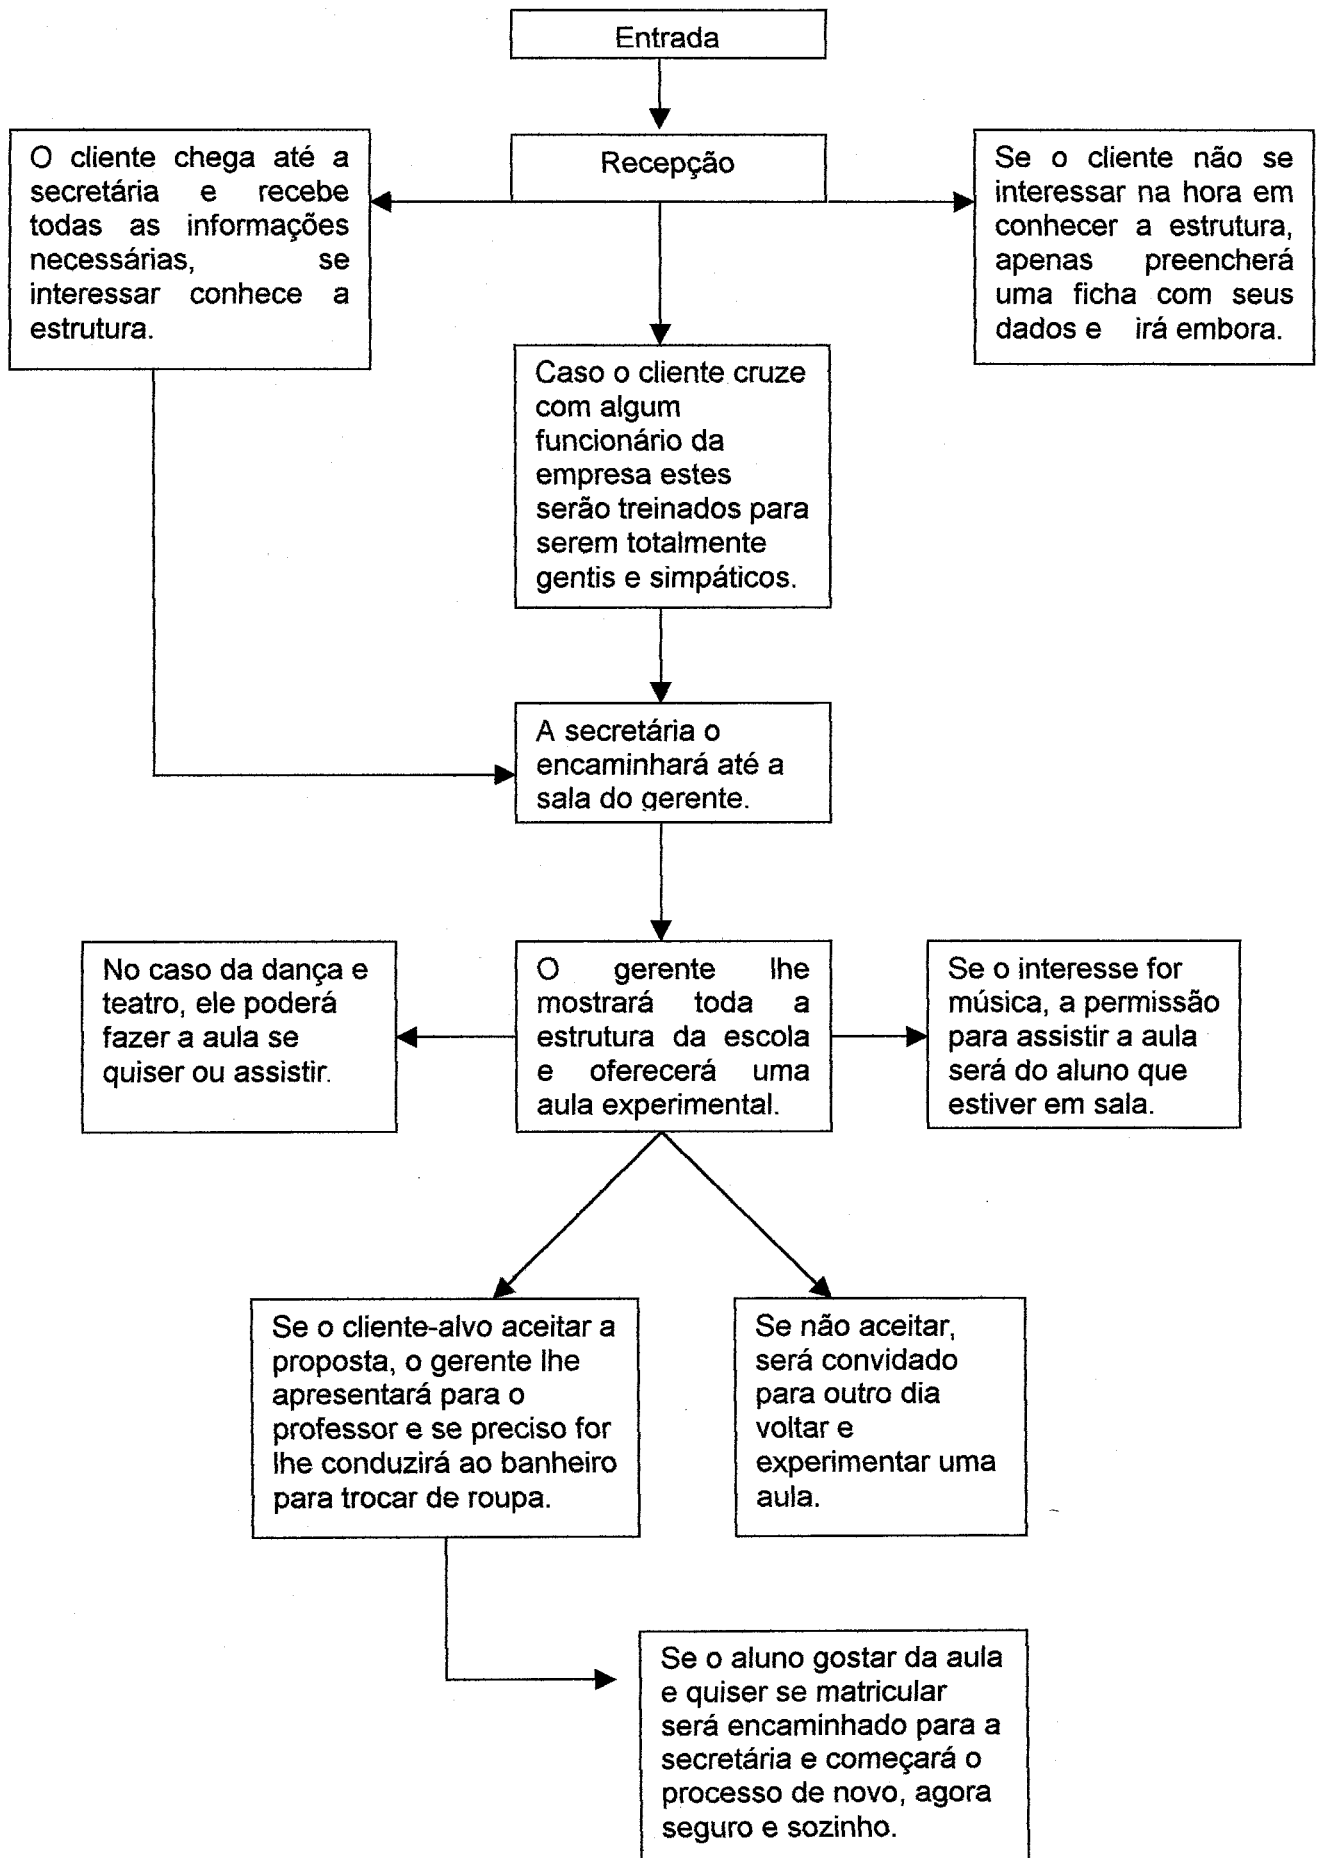 Entrada
Recepção
O cliente chega até a
secretária e recebe
todas as informações
necessárias, se
interessar conhece a
estrutura.
Se o cliente não se
interessar na hora em
conhecer a estrutura,
apenas preencherá
uma ficha com seus
dados e irá embora.
Caso o cliente cruze
com algum
funcionário da
empresa estes
serão treinados para
serem totalmente
gentis e simpáticos.
A secretária o
encaminhará até a
sala do gerente.
No caso da dança e
teatro, ele poderá
fazer a aula se
quiser ou assistir.
O gerente lhe
mostrará toda a
estrutura da escola
e oferecerá uma
aula experimental.
Se o interesse for
música, a permissão
para assistir a aula
será do aluno que
estiver em sala.
Se o cliente-alvo aceitar a
proposta, o gerente lhe
apresentará para o
professor e se preciso for
lhe conduzirá ao banheiro
para trocar de roupa.
Se não aceitar,
será convidado
para outro dia
voltar e
experimentar uma
aula.
Se o aluno gostar da aula
e quiser se matricular
será encaminhado para a
secretária e começará o
processo de novo, agora
seguro e sozinho.